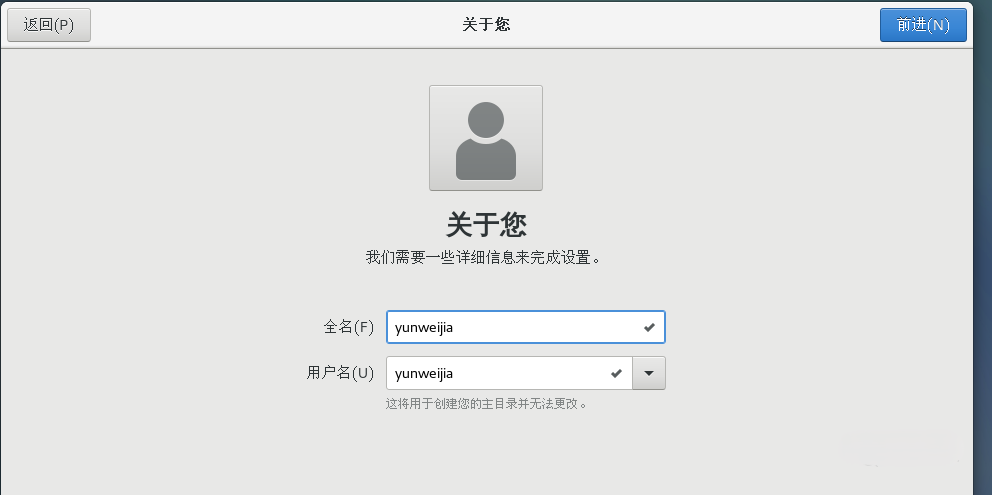 返回(P)
关于您
前进(N)
关于您
我们需要一些详细信息来完成设置。
全名(F)
yunweijia
用户名(U)
yunweijia
这将用于创建您的主目录并无法更改。